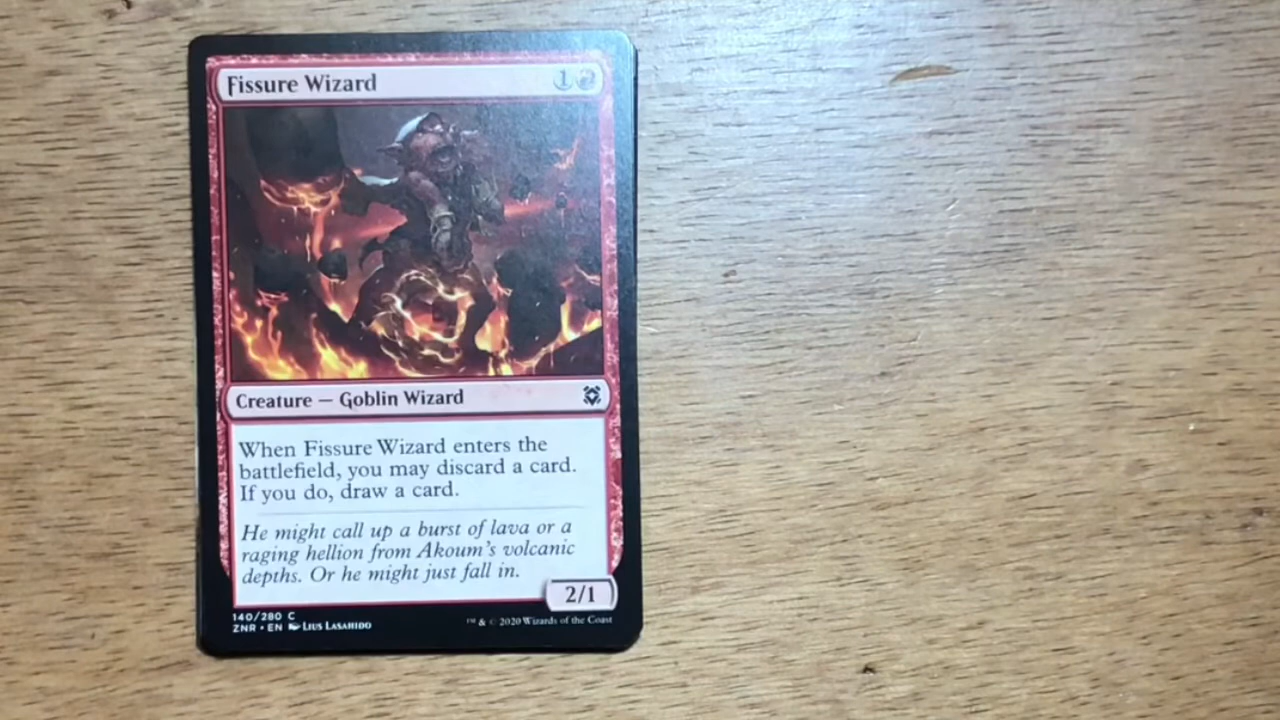 Fissure Wizard 1
Creature — Goblin Wizard
When Fissure Wizard enters the
battlefield, you may discard a card.
If you do, draw a card.
He might call up a burst of lava or a
raging hellion from Akoum's volcanic
depths. Or he might just fall in.
2/1
140/280 C
ZNR • EN Lius Lasahido
™ & © 2020 Wizards of the Coast